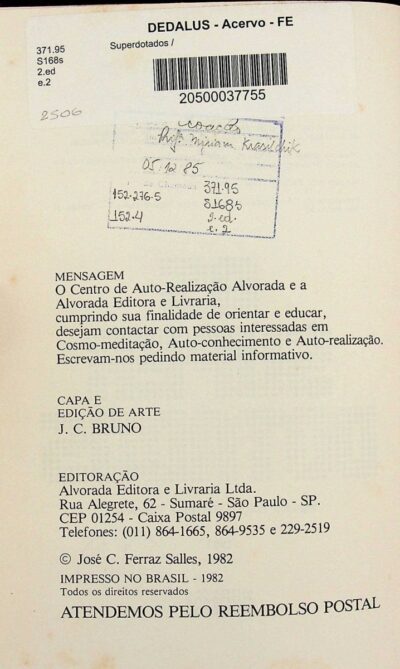 DEDALUS - Acervo - FE
371.95
S168s
2.ed
e.2
Superdotados /
20500037755
2506
Profª Myriam Krasilchik
05.12.85
152.276-5
371.95
S168s
152.4
2.ed.
e.2
MENSAGEM
O Centro de Auto-Realização Alvorada e a
Alvorada Editora e Livraria,
cumprindo sua finalidade de orientar e educar,
desejam contactar com pessoas interessadas em
Cosmo-meditação, Auto-conhecimento e Auto-realização.
Escrevam-nos pedindo material informativo.
CAPA E
EDIÇÃO DE ARTE
J. C. BRUNO
EDITORAÇÃO
Alvorada Editora e Livraria Ltda.
Rua Alegrete, 62 - Sumaré - São Paulo - SP.
CEP 01254 - Caixa Postal 9897
Telefones: (011) 864-1665, 864-9535 e 229-2519
© José C. Ferraz Salles, 1982
IMPRESSO NO BRASIL - 1982
Todos os direitos reservados
ATENDEMOS PELO REEMBOLSO POSTAL